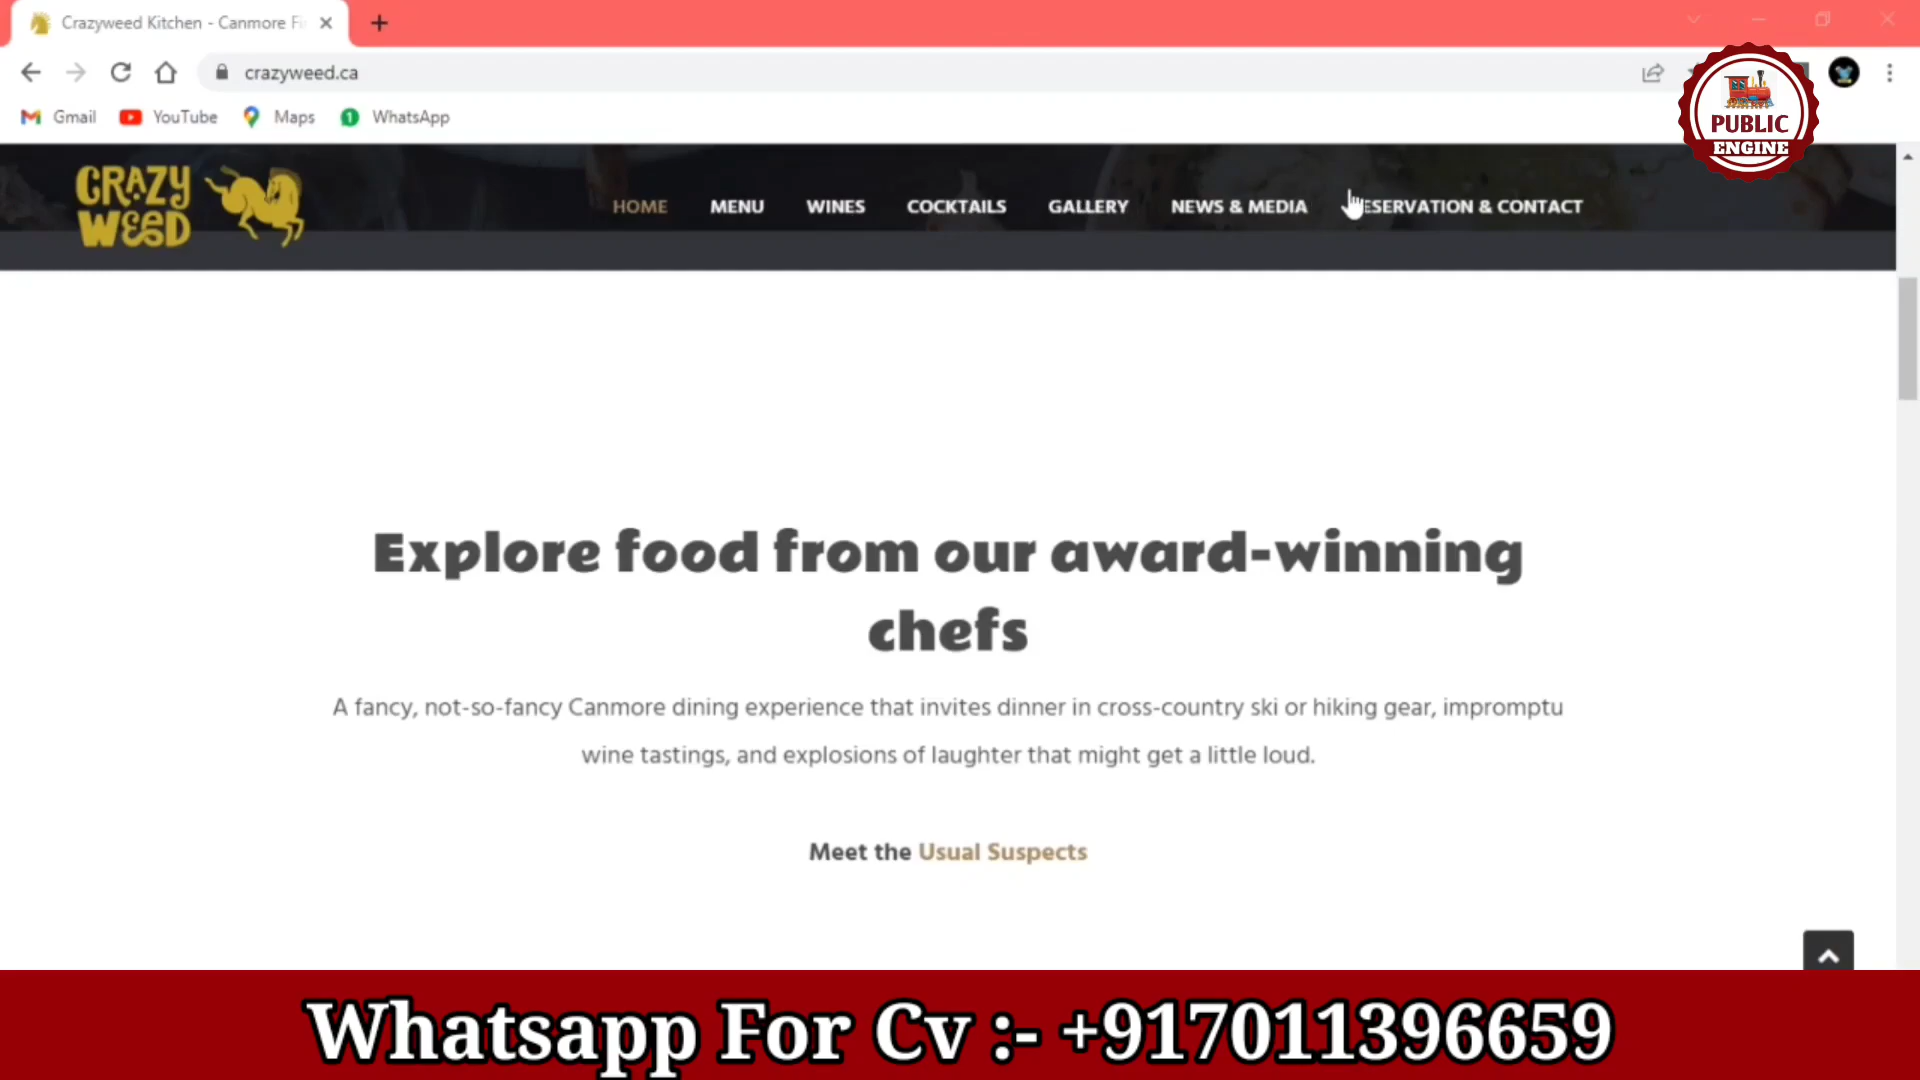 Crazyweed Kitchen - Canmore Fi
crazyweed.ca
Gmail YouTube Maps WhatsApp
PUBLIC
ENGINE
CRAZY
WEED
HOME MENU WINES COCKTAILS GALLERY NEWS & MEDIA ESERVATION & CONTACT
Explore food from our award-winning
chefs
A fancy, not-so-fancy Canmore dining experience that invites dinner in cross-country ski or hiking gear, impromptu
wine tastings, and explosions of laughter that might get a little loud.
Meet the Usual Suspects
Whatsapp For Cv :- +917011396659